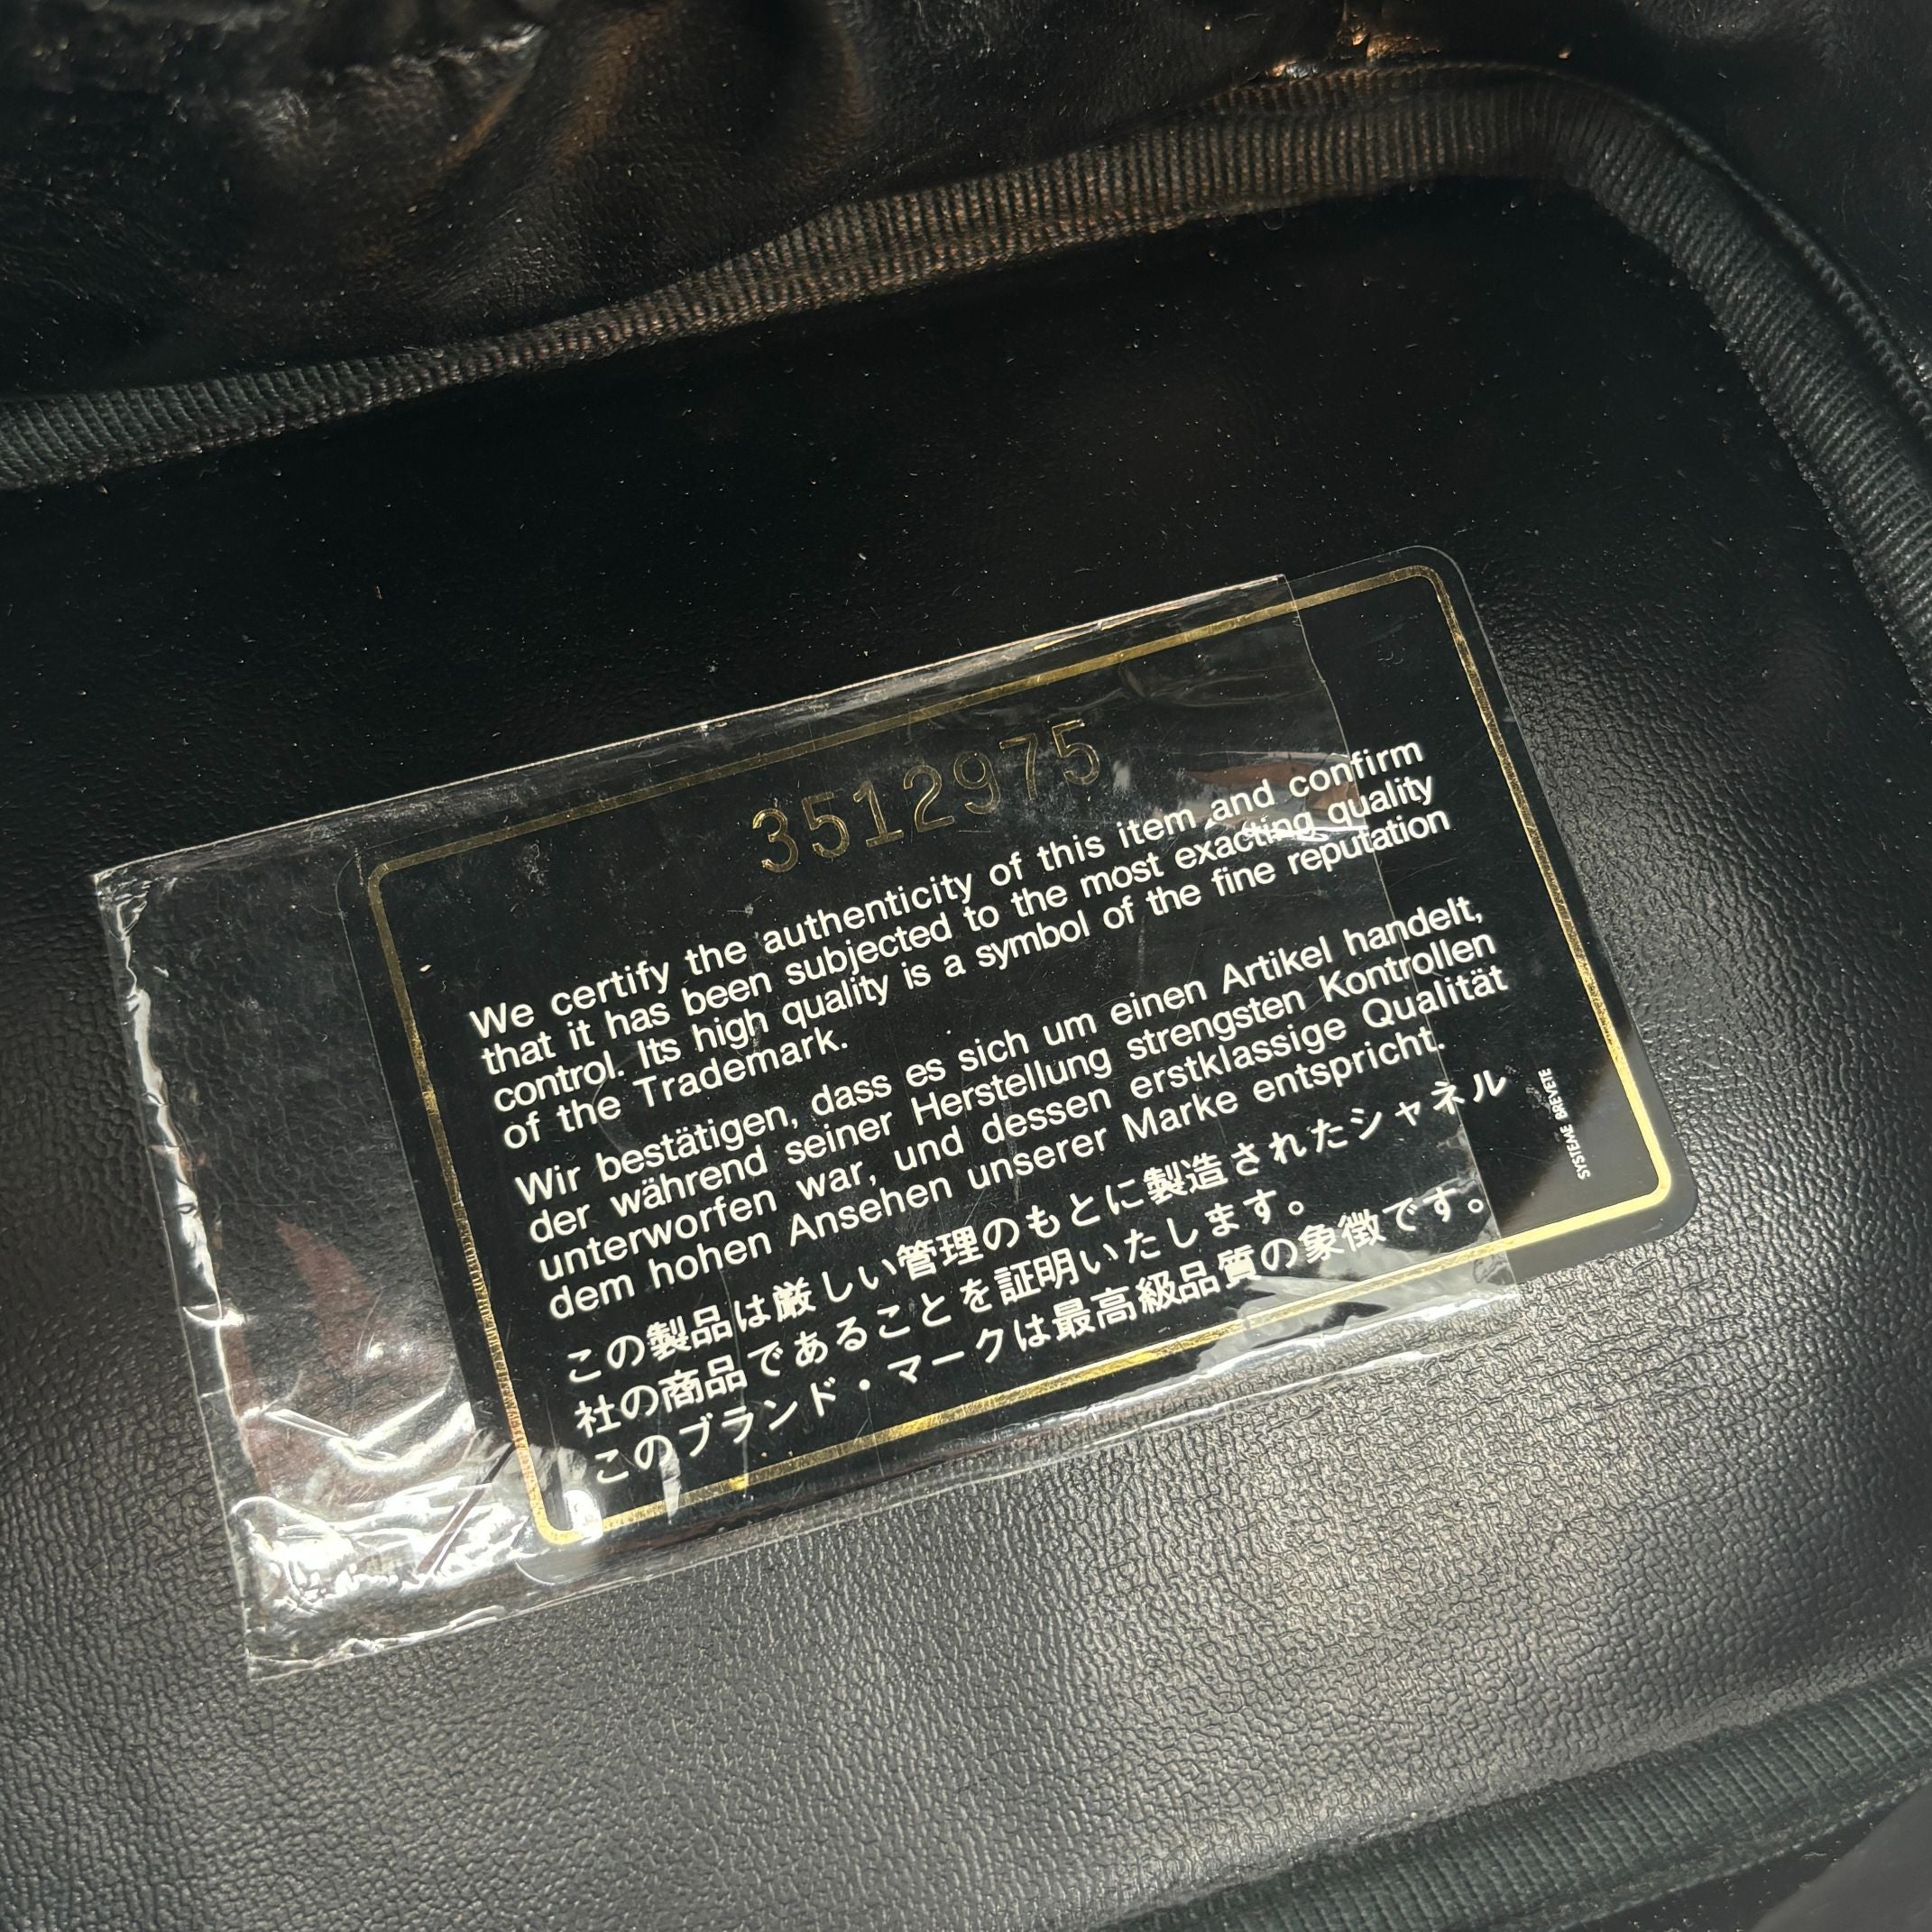 3512975
We certify the authenticity of this item and confirm
that it has been subjected to the most exacting quality
control. Its high quality is a symbol of the fine reputation
of the Trademark.
Wir bestätigen, dass es sich um einen Artikel handelt,
der während seiner Herstellung strengsten Kontrollen
unterworfen war, und dessen erstklassige Qualität
dem hohen Ansehen unserer Marke entspricht.
この製品は厳しい管理のもとに製造されたシャネル
社の商品であることを証明いたします。
このブランド・マークは最高級品質の象徴です。
SYSTEME BREVETE